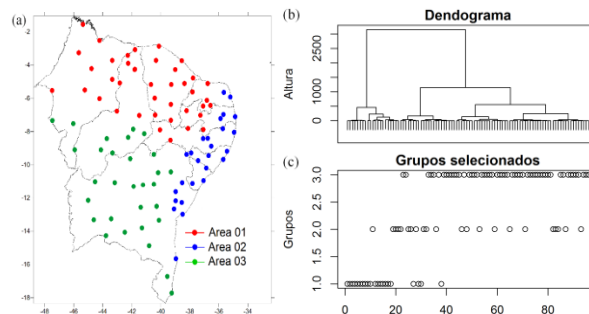 (a)
-2
-4
-6
-8
-10
-12
-14
-16
-18
-48 -46 -44 -42 -40 -38 -36 -34
Area 01
Area 02
Area 03
(b)
Dendograma
Altura
0 1000 2500
(c)
Grupos selecionados
Grupos
1.0 1.5 2.0 2.5 3.0
0 20 40 60 80